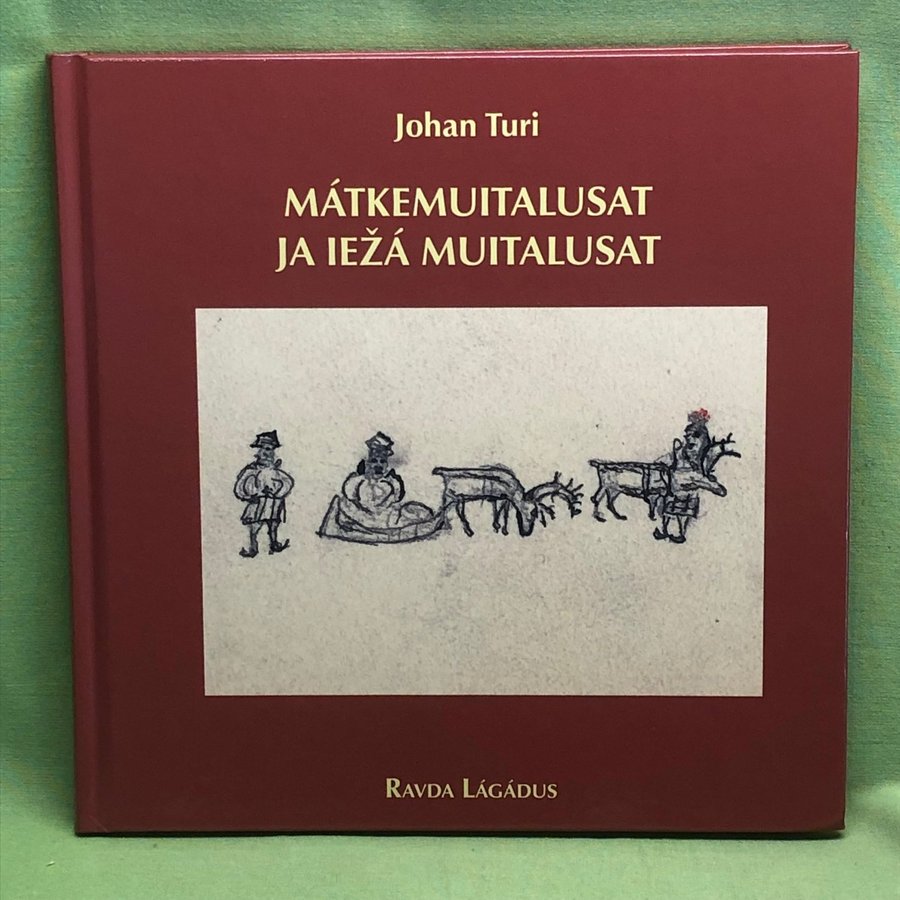 Johan Turi
MÁTKEMUITALUSAT
JA IEŽÁ MUITALUSAT
RAVDA LÁGÁDUS